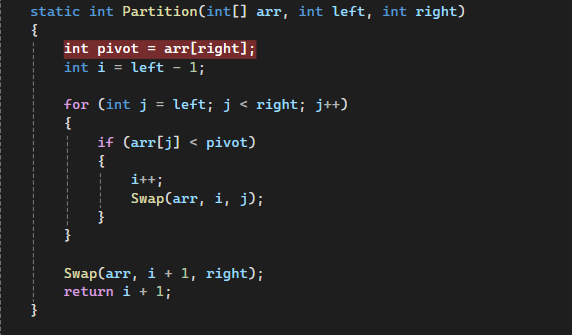 static int Partition(int[] arr, int left, int right)
{
int pivot = arr[right];
int i = left - 1;
for (int j = left; j < right; j++)
{
if (arr[j] < pivot)
{
i++;
Swap(arr, i, j);
}
}
Swap(arr, i + 1, right);
return i + 1;
}